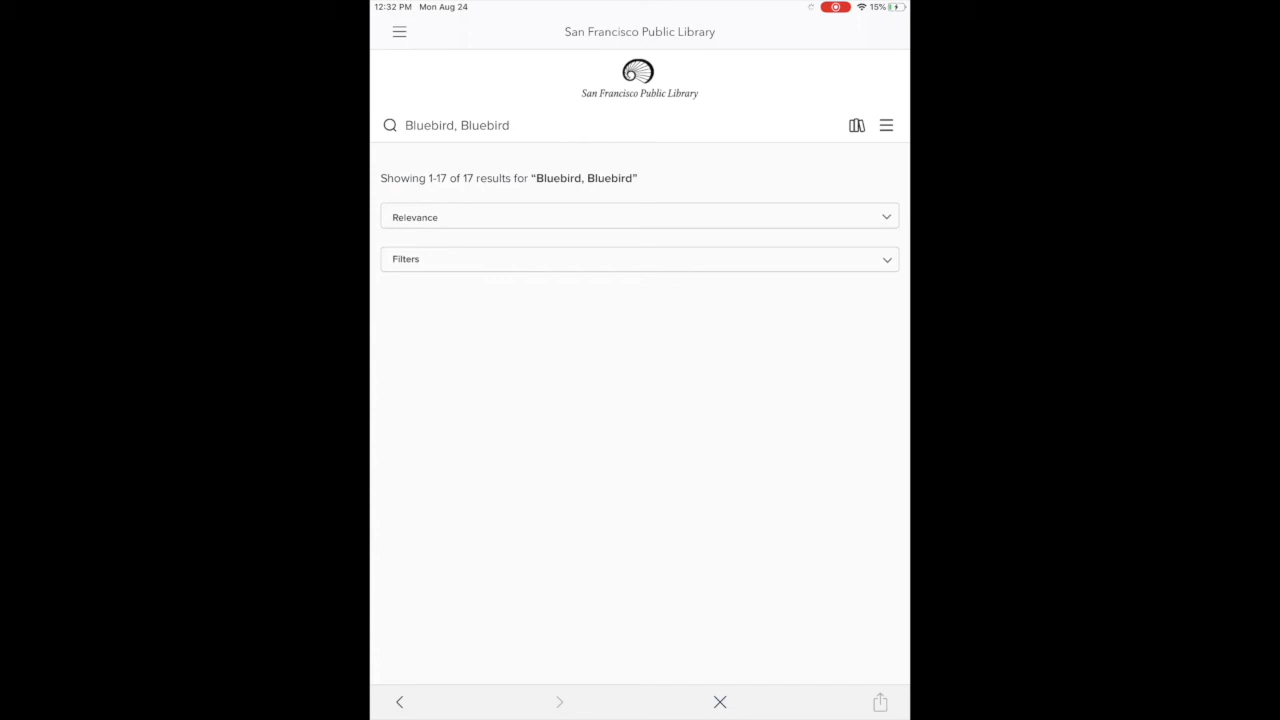 12:32 PM Mon Aug 24 15%
San Francisco Public Library
San Francisco Public Library
Bluebird, Bluebird
Showing 1-17 of 17 results for “Bluebird, Bluebird”
Relevance
Filters